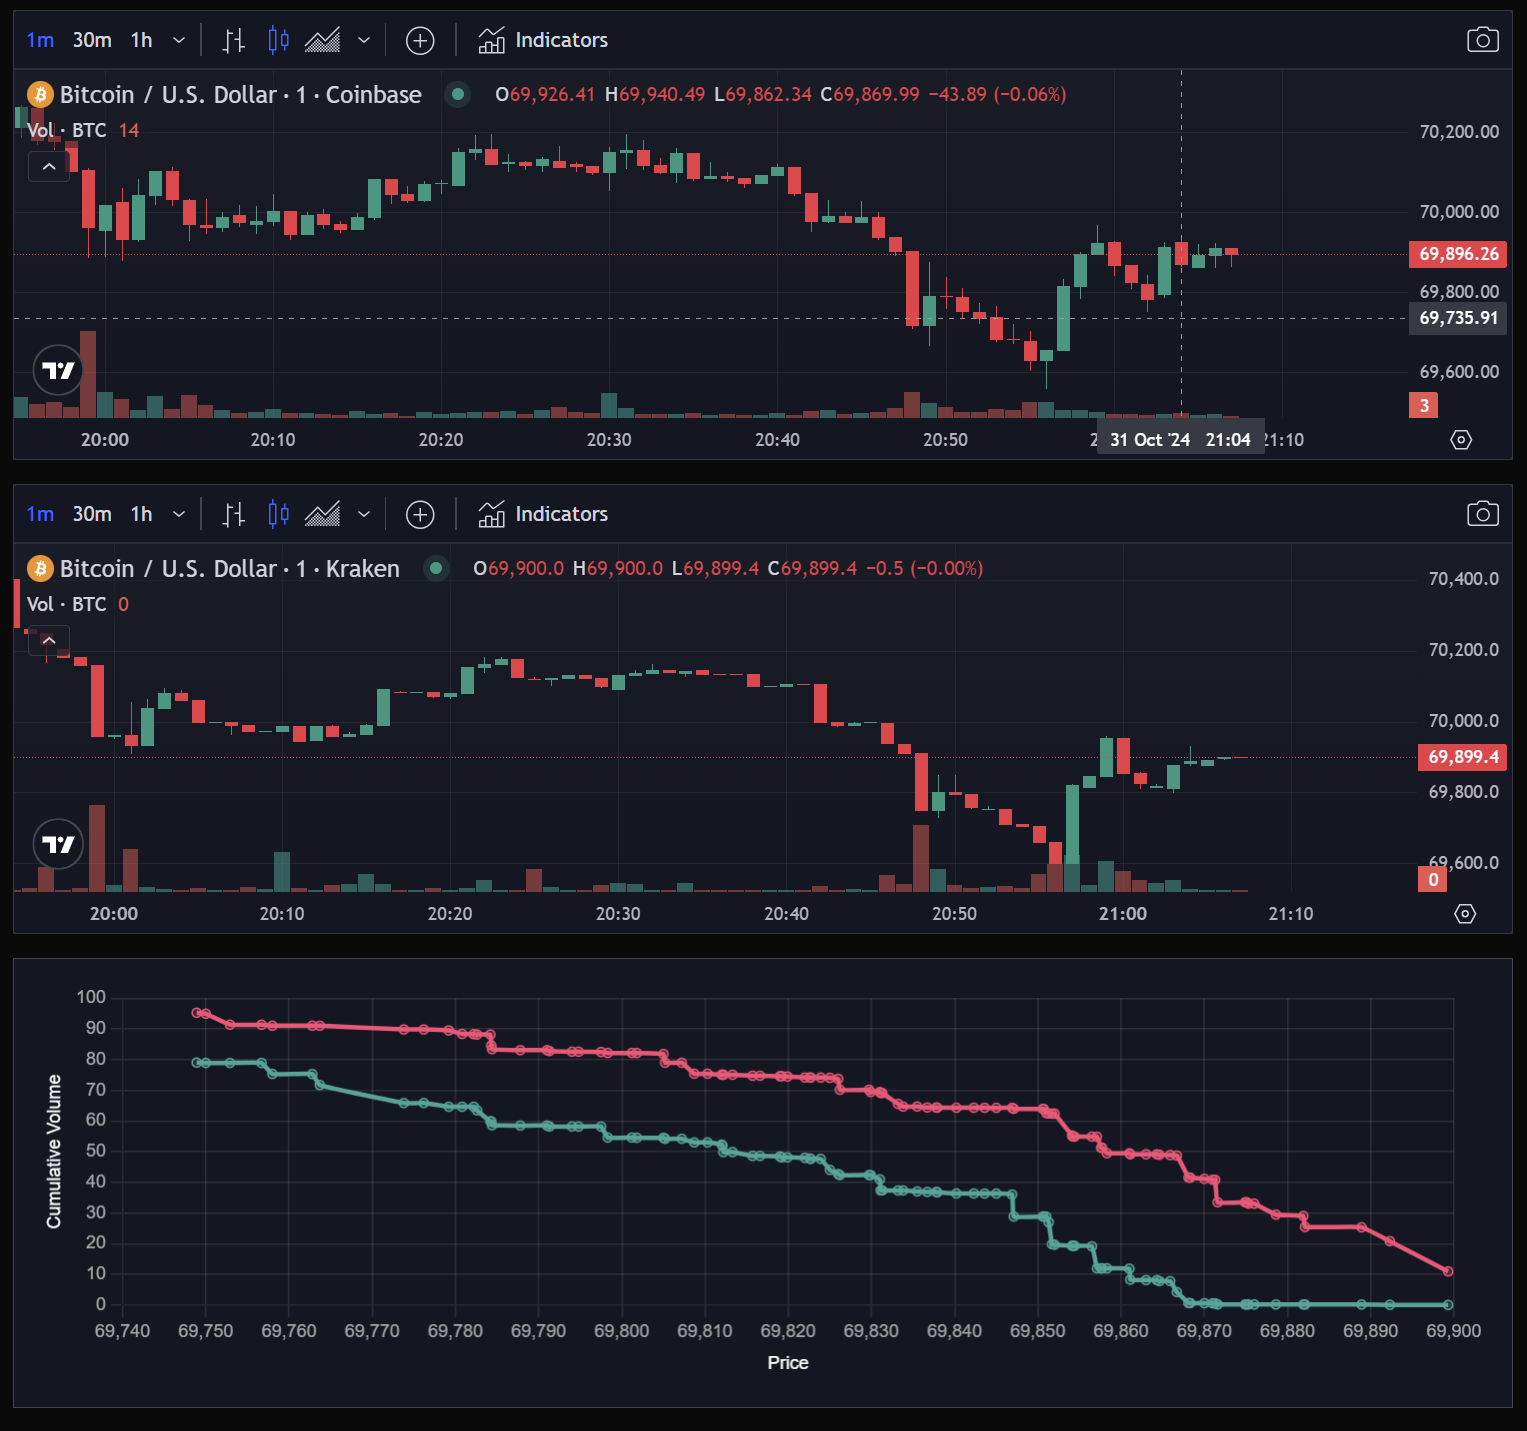 1m 30m 1h Indicators
Bitcoin / U.S. Dollar · 1 · Coinbase O69,926.41 H69,940.49 L69,862.34 C69,869.99 −43.89 (−0.06%)
Vol · BTC 14
70,200.00
70,000.00
69,896.26
69,800.00
69,735.91
69,600.00
3
20:00 20:10 20:20 20:30 20:40 20:50 31 Oct '24 21:04 21:10
1m 30m 1h Indicators
Bitcoin / U.S. Dollar · 1 · Kraken O69,900.0 H69,900.0 L69,899.4 C69,899.4 −0.5 (−0.00%)
Vol · BTC 0
70,400.0
70,200.0
70,000.0
69,899.4
69,800.0
69,600.0
0
20:00 20:10 20:20 20:30 20:40 20:50 21:00 21:10
Cumulative Volume
100
90
80
70
60
50
40
30
20
10
0
69,740 69,750 69,760 69,770 69,780 69,790 69,800 69,810 69,820 69,830 69,840 69,850 69,860 69,870 69,880 69,890 69,900
Price